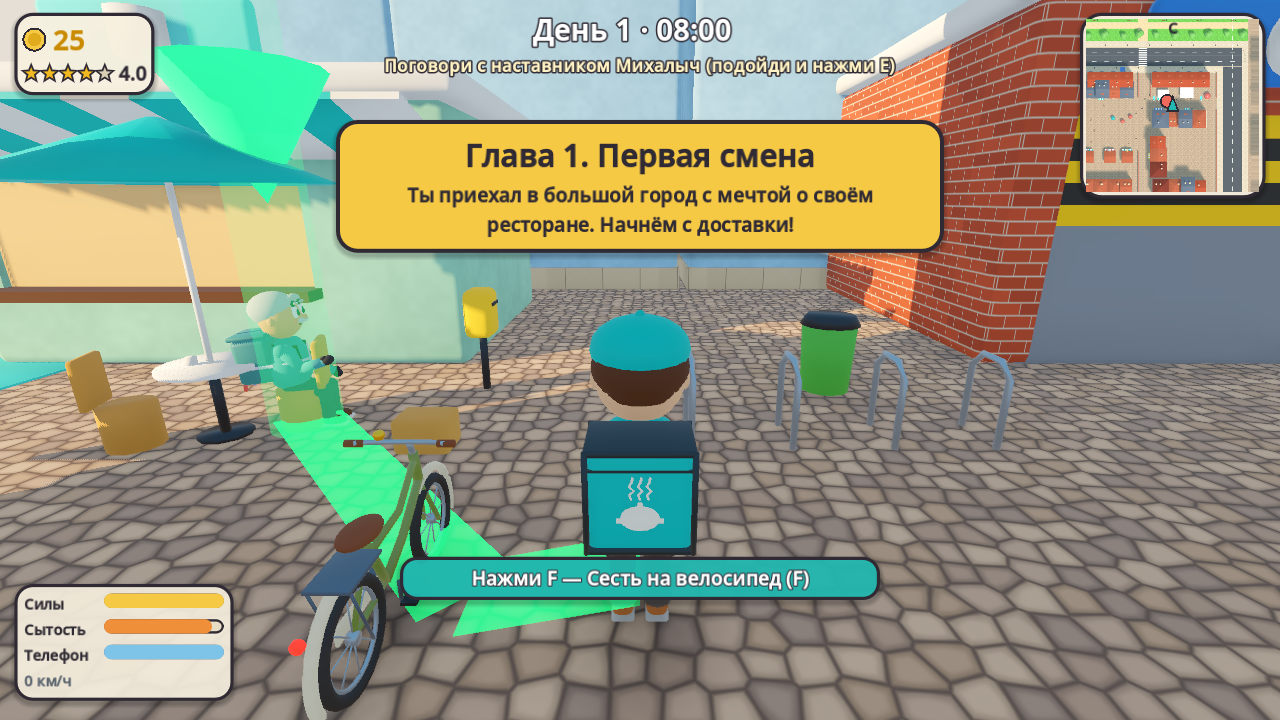 25
День 1 · 08:00
4.0
Поговори с наставником Михалыч (подойди и нажми E)
С
Глава 1. Первая смена
Ты приехал в большой город с мечтой о своём
ресторане. Начнём с доставки!
Нажми F — Сесть на велосипед (F)
Силы
Сытость
Телефон
0 км/ч